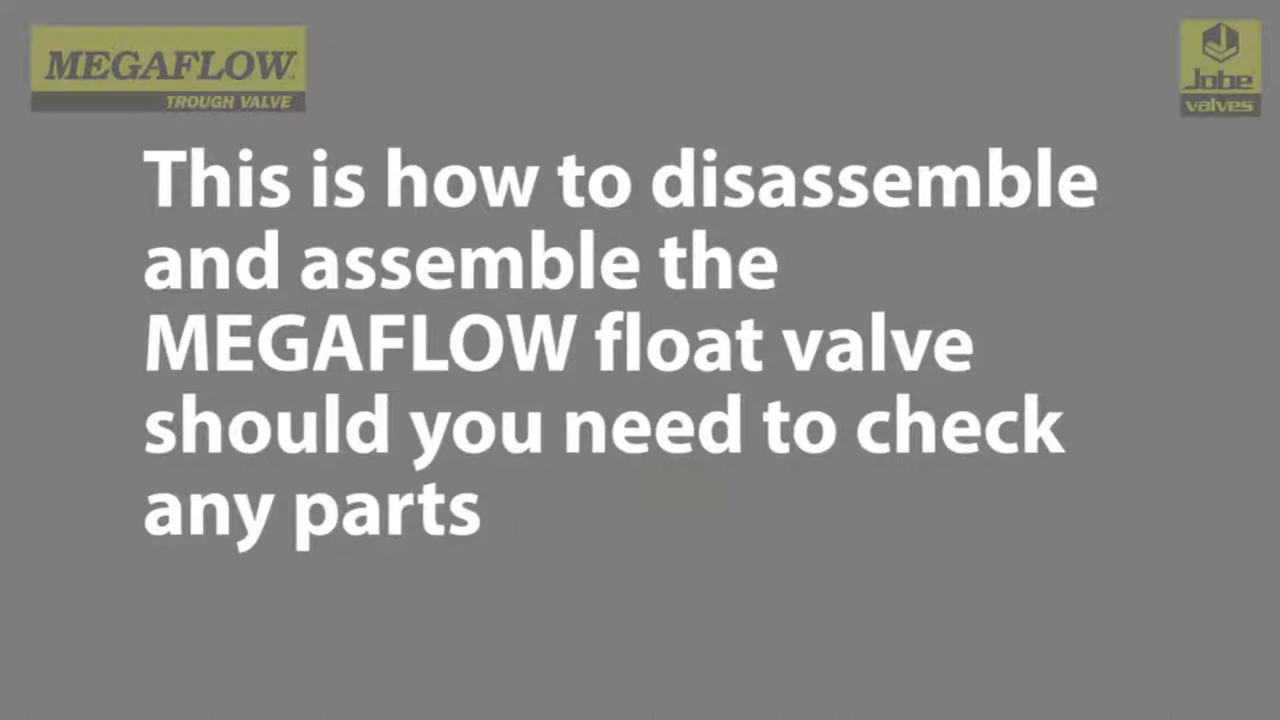 MEGAFLOW
TROUGH VALVE
Jobe
valves
This is how to disassemble
and assemble the
MEGAFLOW float valve
should you need to check
any parts